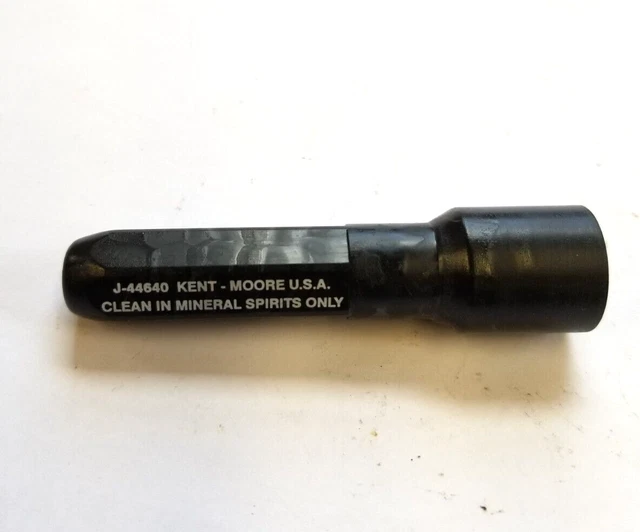 J-44640 KENT - MOORE U.S.A.
CLEAN IN MINERAL SPIRITS ONLY